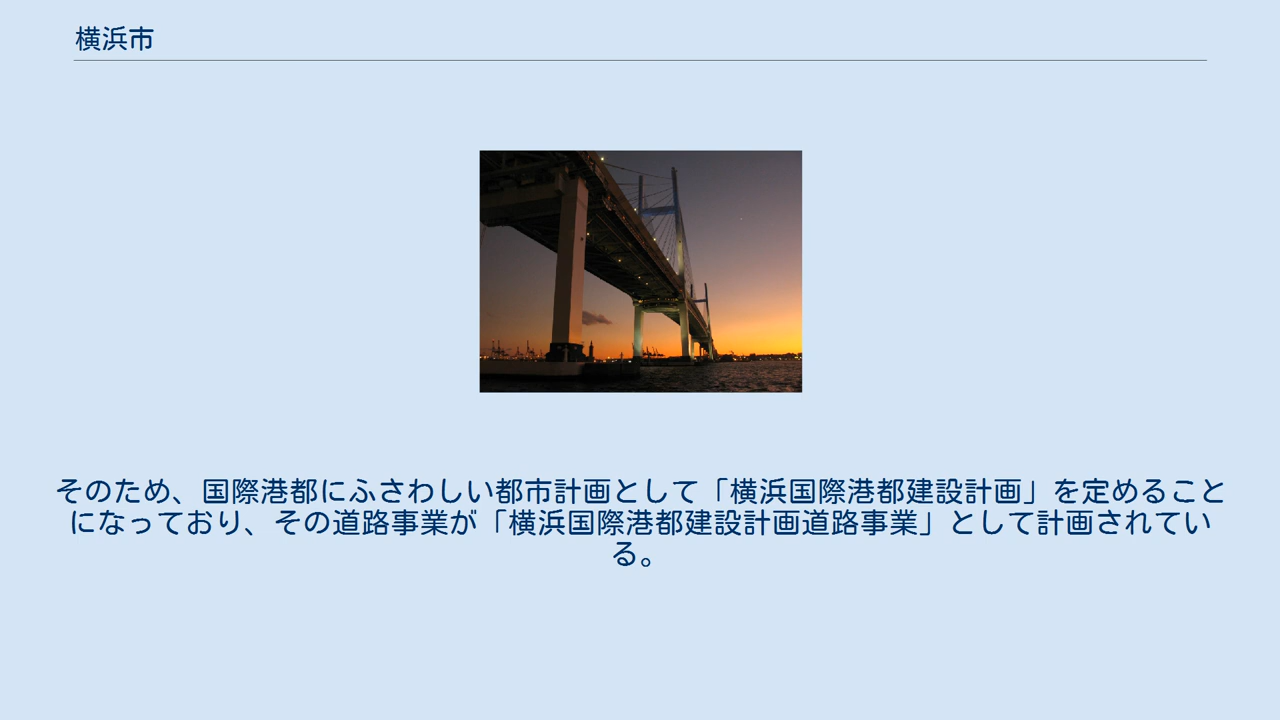 横浜市
そのため、国際港都にふさわしい都市計画として「横浜国際港都建設計画」を定めること
になっており、その道路事業が「横浜国際港都建設計画道路事業」として計画されてい
る。